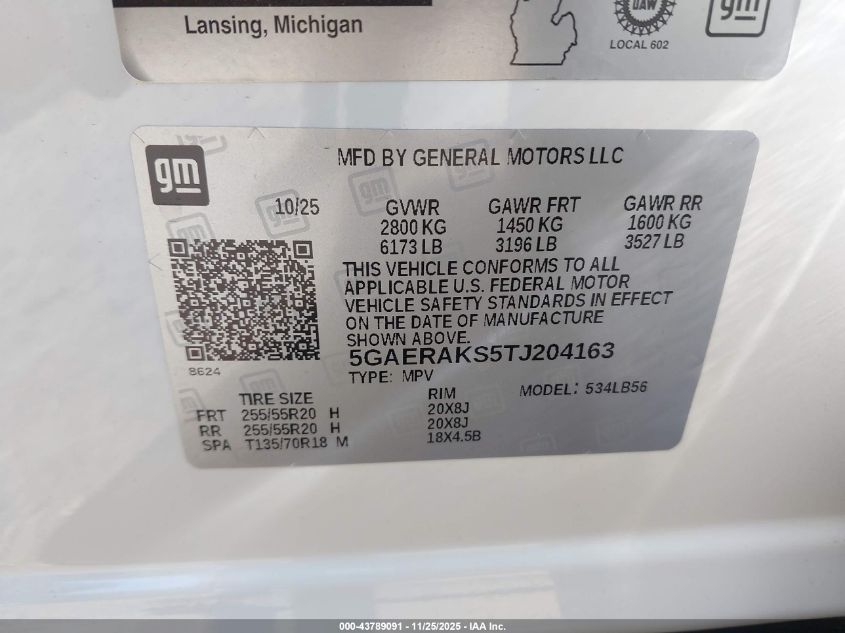 Lansing, Michigan
UAW
LOCAL 602
gm
gm
MFD BY GENERAL MOTORS LLC
10/25
GVWR GAWR FRT GAWR RR
2800 KG 1450 KG 1600 KG
6173 LB 3196 LB 3527 LB
THIS VEHICLE CONFORMS TO ALL
APPLICABLE U.S. FEDERAL MOTOR
VEHICLE SAFETY STANDARDS IN EFFECT
ON THE DATE OF MANUFACTURE
SHOWN ABOVE.
8624
5GAERAKS5TJ204163
TYPE: MPV
MODEL: 534LB56
TIRE SIZE RIM
FRT 255/55R20 H 20X8J
RR 255/55R20 H 20X8J
SPA T135/70R18 M 18X4.5B
000-43789091 - 11/25/2025 - IAA Inc.